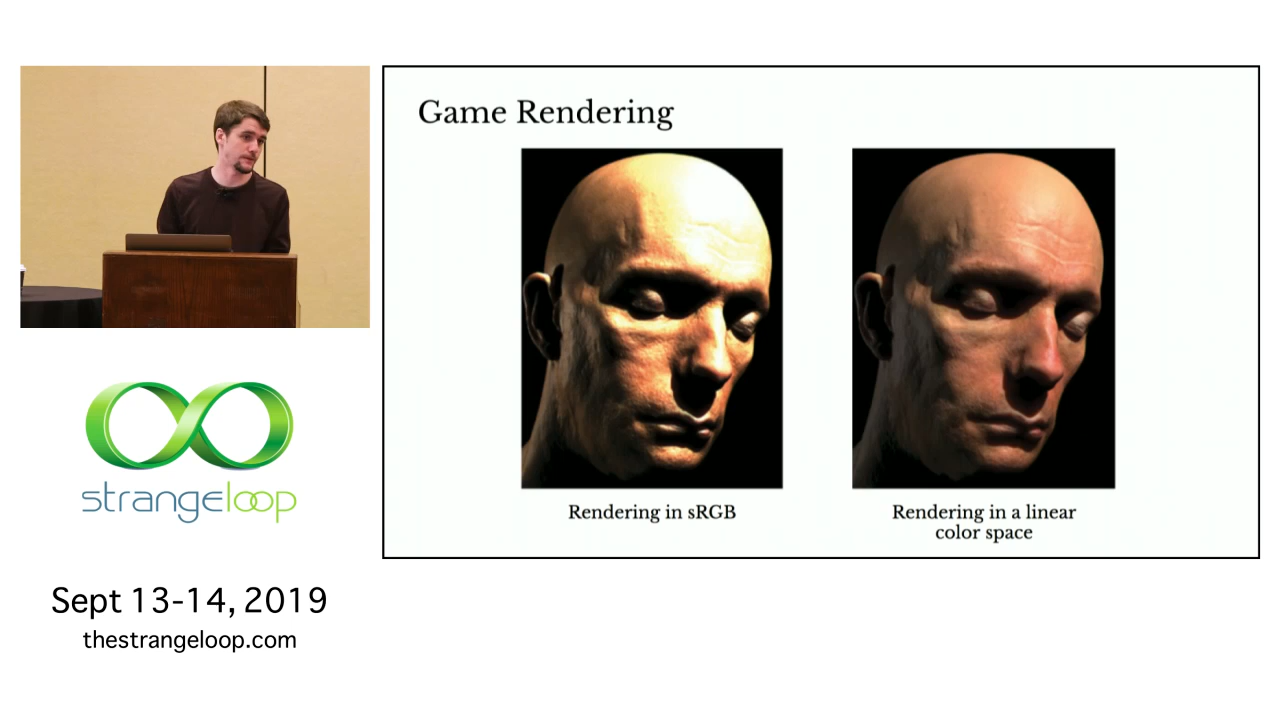 Game Rendering
Rendering in sRGB
Rendering in a linear
color space
strangeloop
Sept 13-14, 2019
thestrangeloop.com